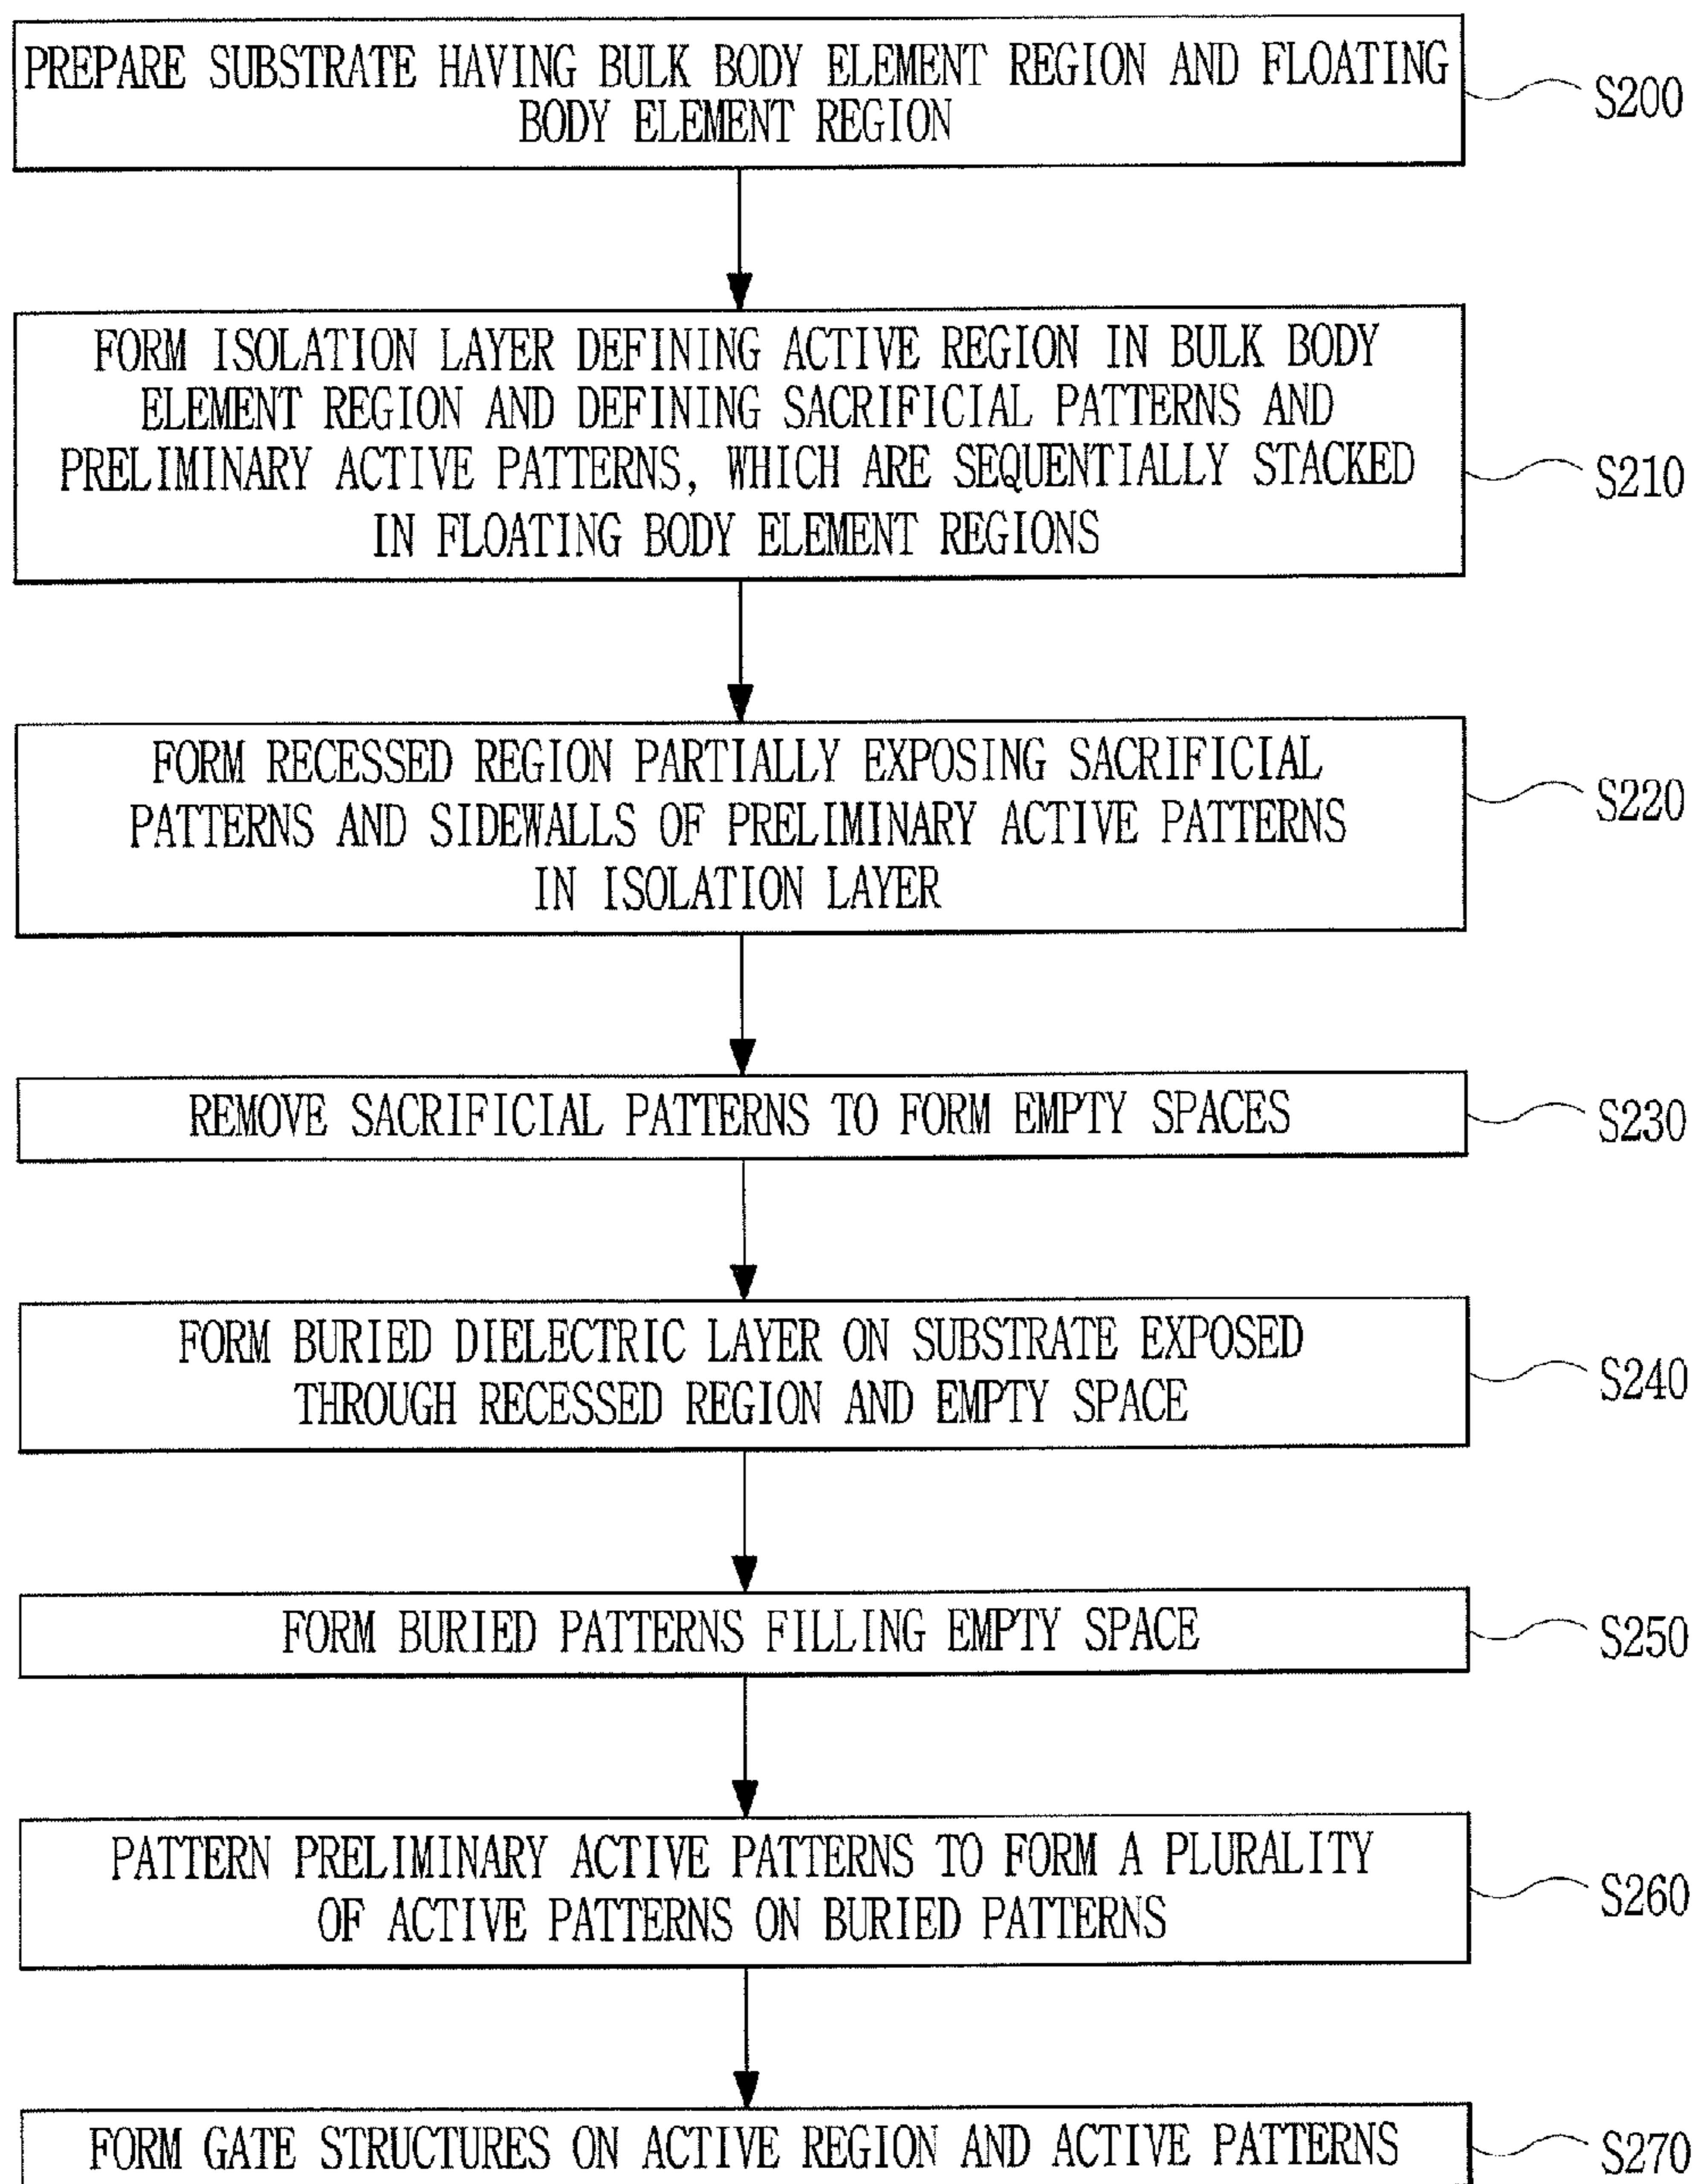 PREPARE SUBSTRATE HAVING BULK BODY ELEMENT REGION AND FLOATING
BODY ELEMENT REGION
S200
FORM ISOLATION LAYER DEFINING ACTIVE REGION IN BULK BODY
ELEMENT REGION AND DEFINING SACRIFICIAL PATTERNS AND
PRELIMINARY ACTIVE PATTERNS, WHICH ARE SEQUENTIALLY STACKED
IN FLOATING BODY ELEMENT REGIONS
S210
FORM RECESSED REGION PARTIALLY EXPOSING SACRIFICIAL
PATTERNS AND SIDEWALLS OF PRELIMINARY ACTIVE PATTERNS
IN ISOLATION LAYER
S220
REMOVE SACRIFICIAL PATTERNS TO FORM EMPTY SPACES
S230
FORM BURIED DIELECTRIC LAYER ON SUBSTRATE EXPOSED
THROUGH RECESSED REGION AND EMPTY SPACE
S240
FORM BURIED PATTERNS FILLING EMPTY SPACE
S250
PATTERN PRELIMINARY ACTIVE PATTERNS TO FORM A PLURALITY
OF ACTIVE PATTERNS ON BURIED PATTERNS
S260
FORM GATE STRUCTURES ON ACTIVE REGION AND ACTIVE PATTERNS
S270